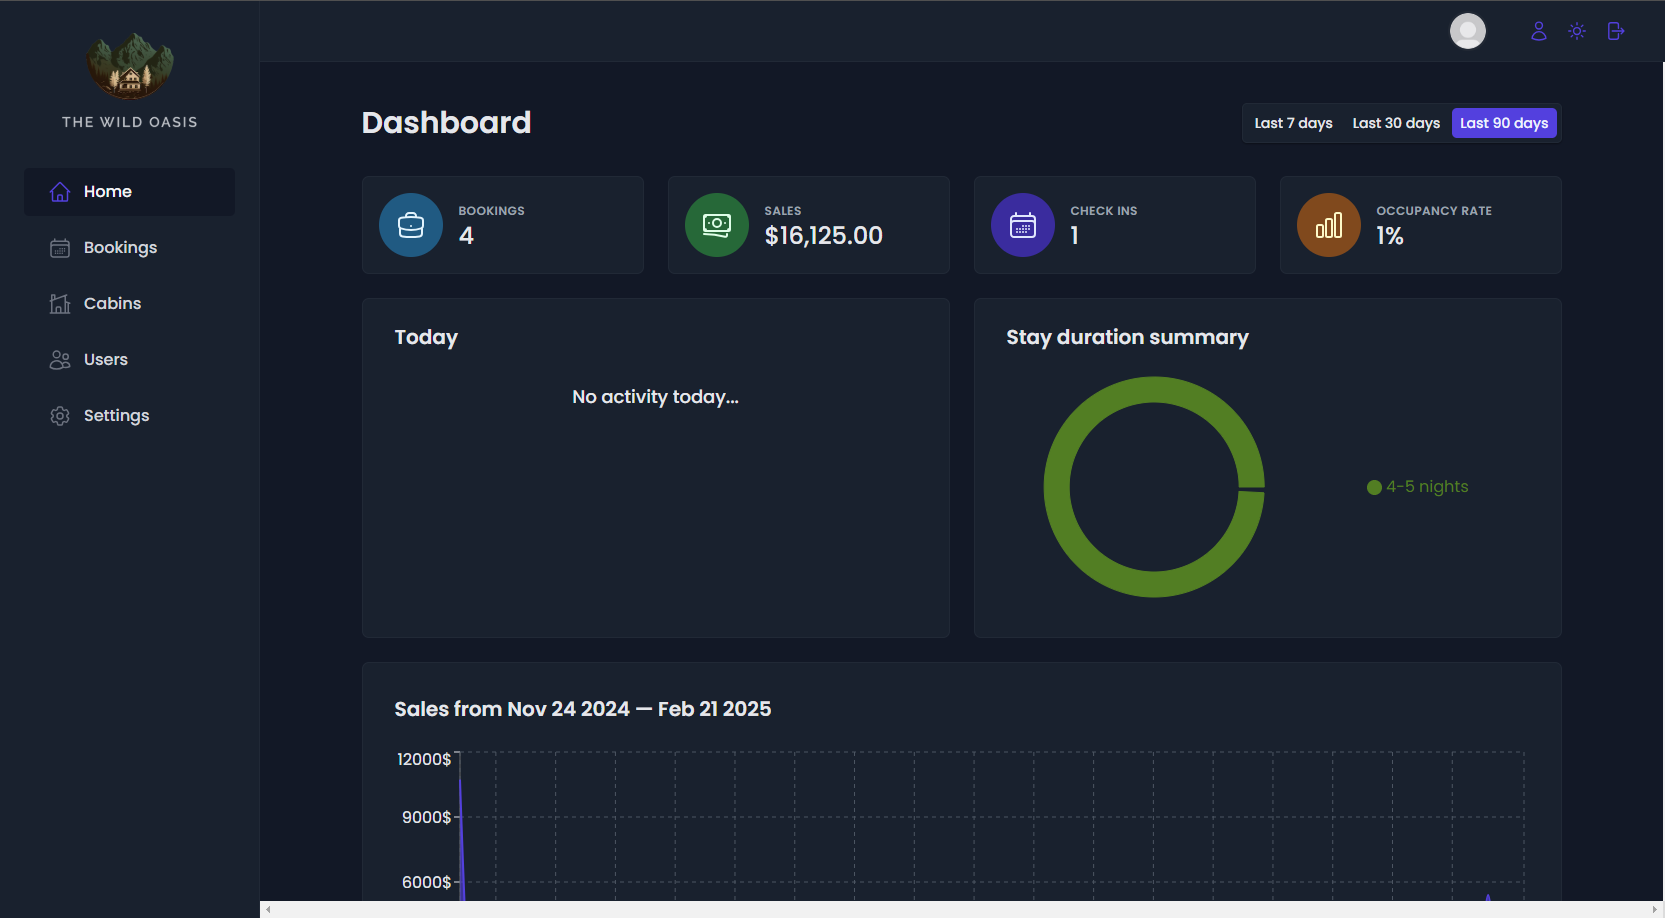 THE WILD OASIS
Home
Bookings
Cabins
Users
Settings
Dashboard
Last 7 days
Last 30 days
Last 90 days
BOOKINGS
4
SALES
$16,125.00
CHECK INS
1
OCCUPANCY RATE
1%
Today
No activity today...
Stay duration summary
4-5 nights
Sales from Nov 24 2024 — Feb 21 2025
12000$
9000$
6000$